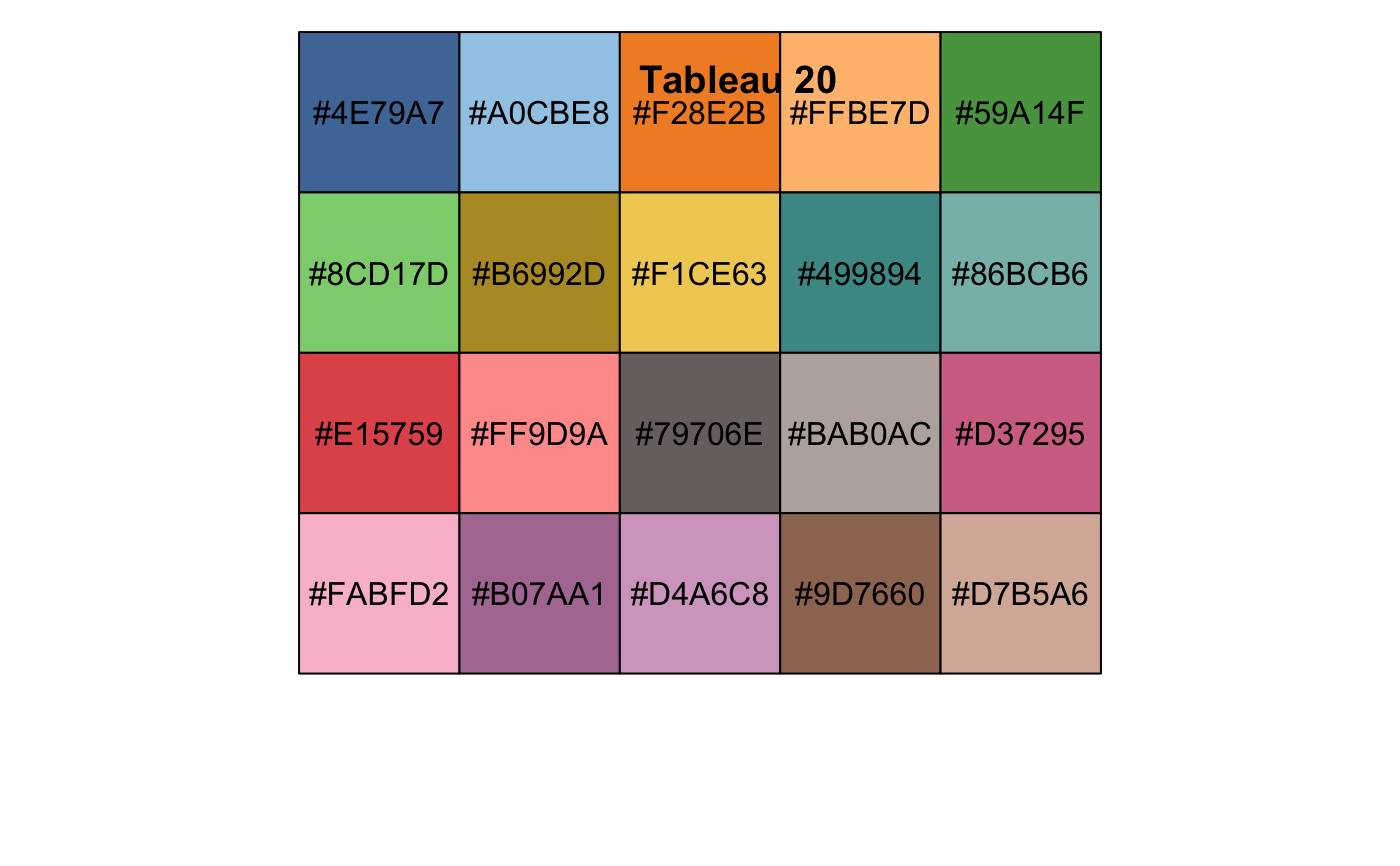 Tableau 20
#4E79A7 #A0CBE8 #F28E2B #FFBE7D #59A14F
#8CD17D #B6992D #F1CE63 #499894 #86BCB6
#E15759 #FF9D9A #79706E #BAB0AC #D37295
#FABFD2 #B07AA1 #D4A6C8 #9D7660 #D7B5A6